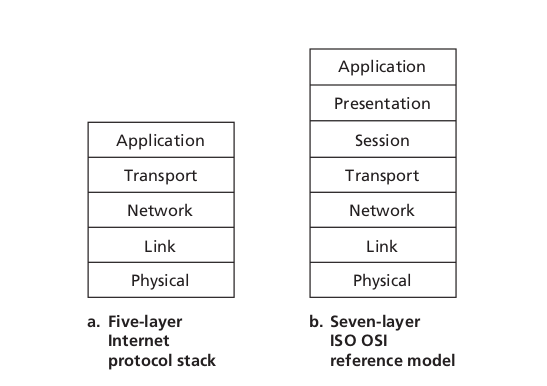 Application
Transport
Network
Link
Physical
a. Five-layer
Internet
protocol stack
Application
Presentation
Session
Transport
Network
Link
Physical
b. Seven-layer
ISO OSI
reference model